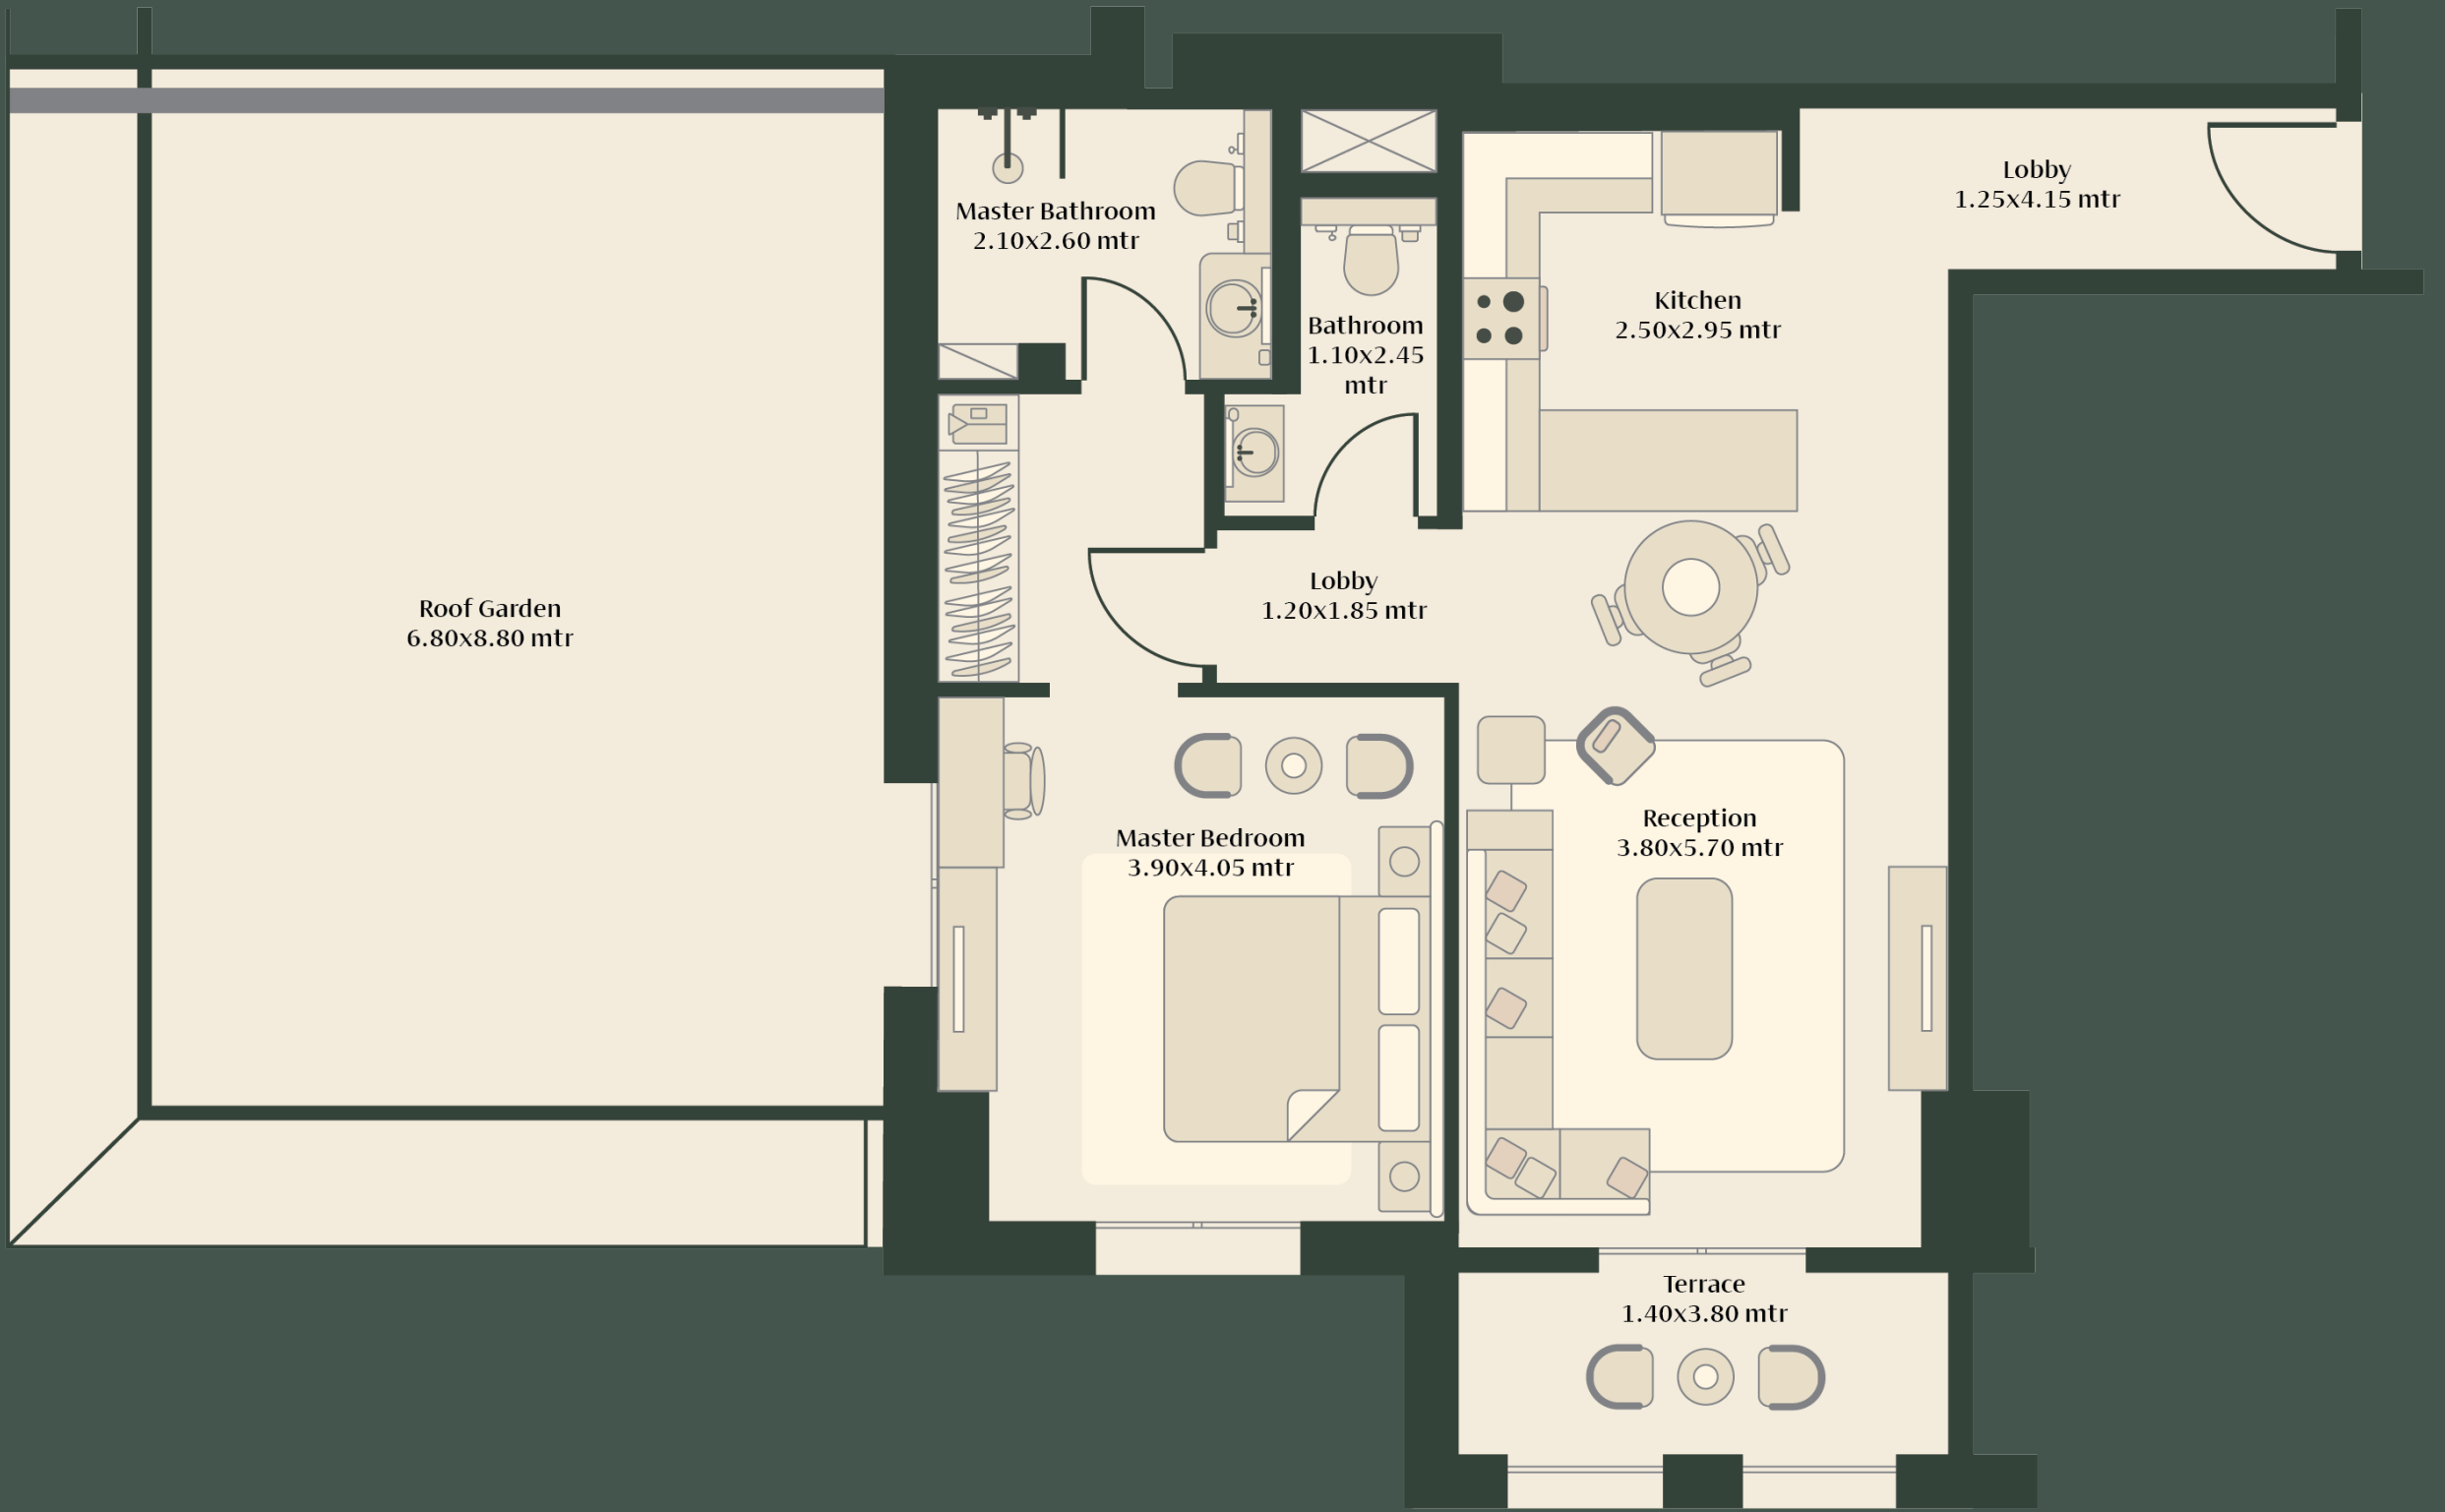 Lobby
1.25x4.15 mtr
Master Bathroom
2.10x2.60 mtr
Kitchen
2.50x2.95 mtr
Bathroom
1.10x2.45
mtr
Lobby
1.20x1.85 mtr
Roof Garden
6.80x8.80 mtr
Master Bedroom
3.90x4.05 mtr
Reception
3.80x5.70 mtr
Terrace
1.40x3.80 mtr